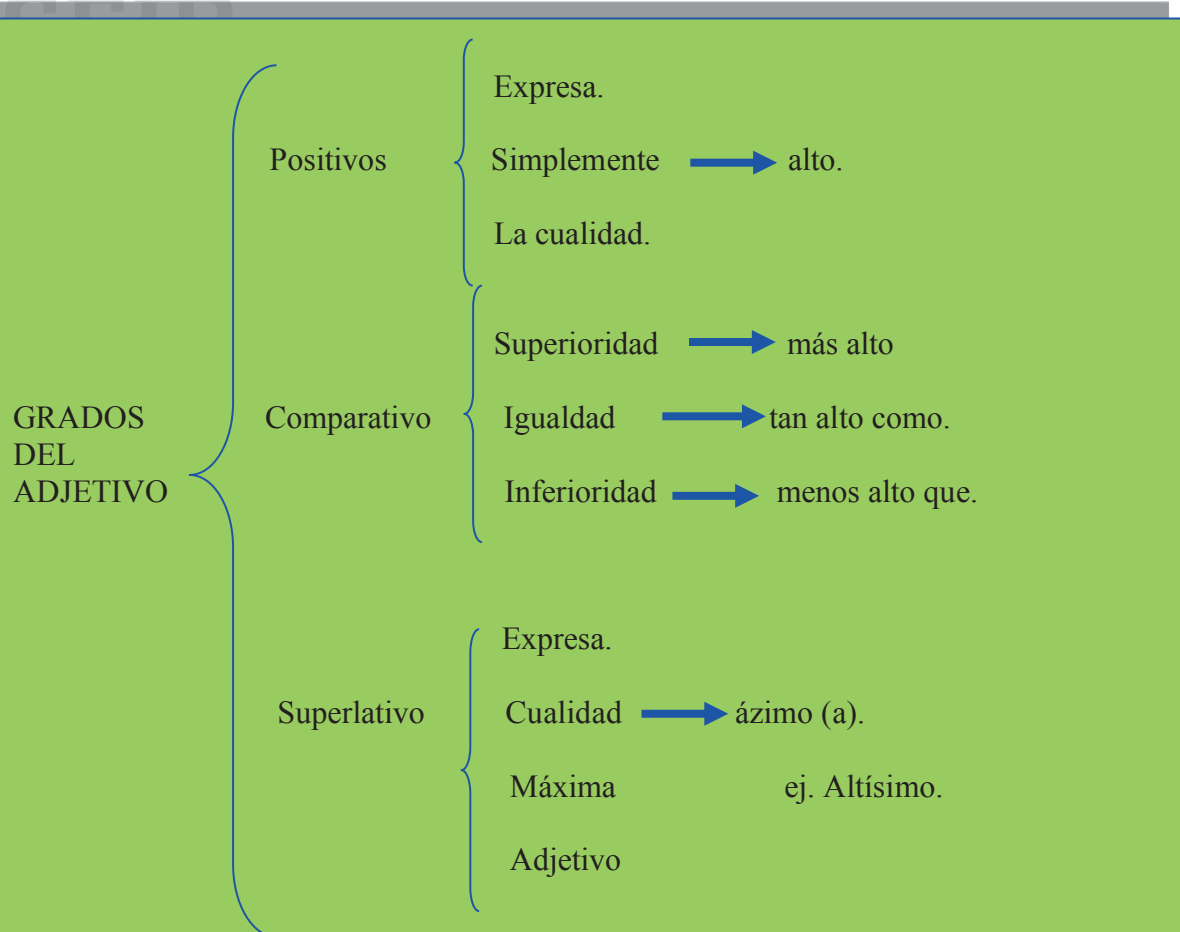 Expresa.
Positivos Simplemente alto.
La cualidad.
Superioridad más alto
GRADOS DEL ADJETIVO
Comparativo Igualdad tan alto como.
Inferioridad menos alto que.
Expresa.
Superlativo Cualidad ázimo (a).
Máxima ej. Altísimo.
Adjetivo